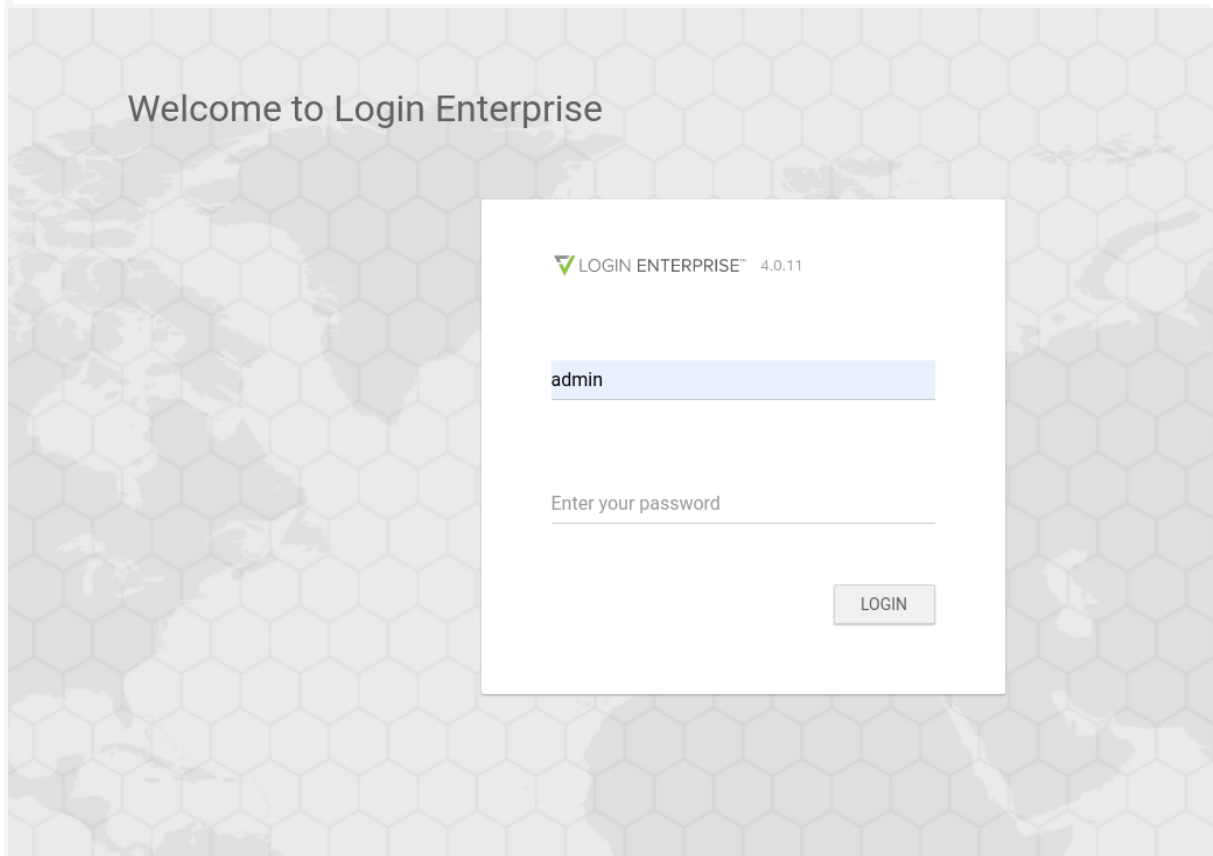 Welcome to Login Enterprise
LOGIN ENTERPRISE™ 4.0.11
admin
Enter your password
LOGIN